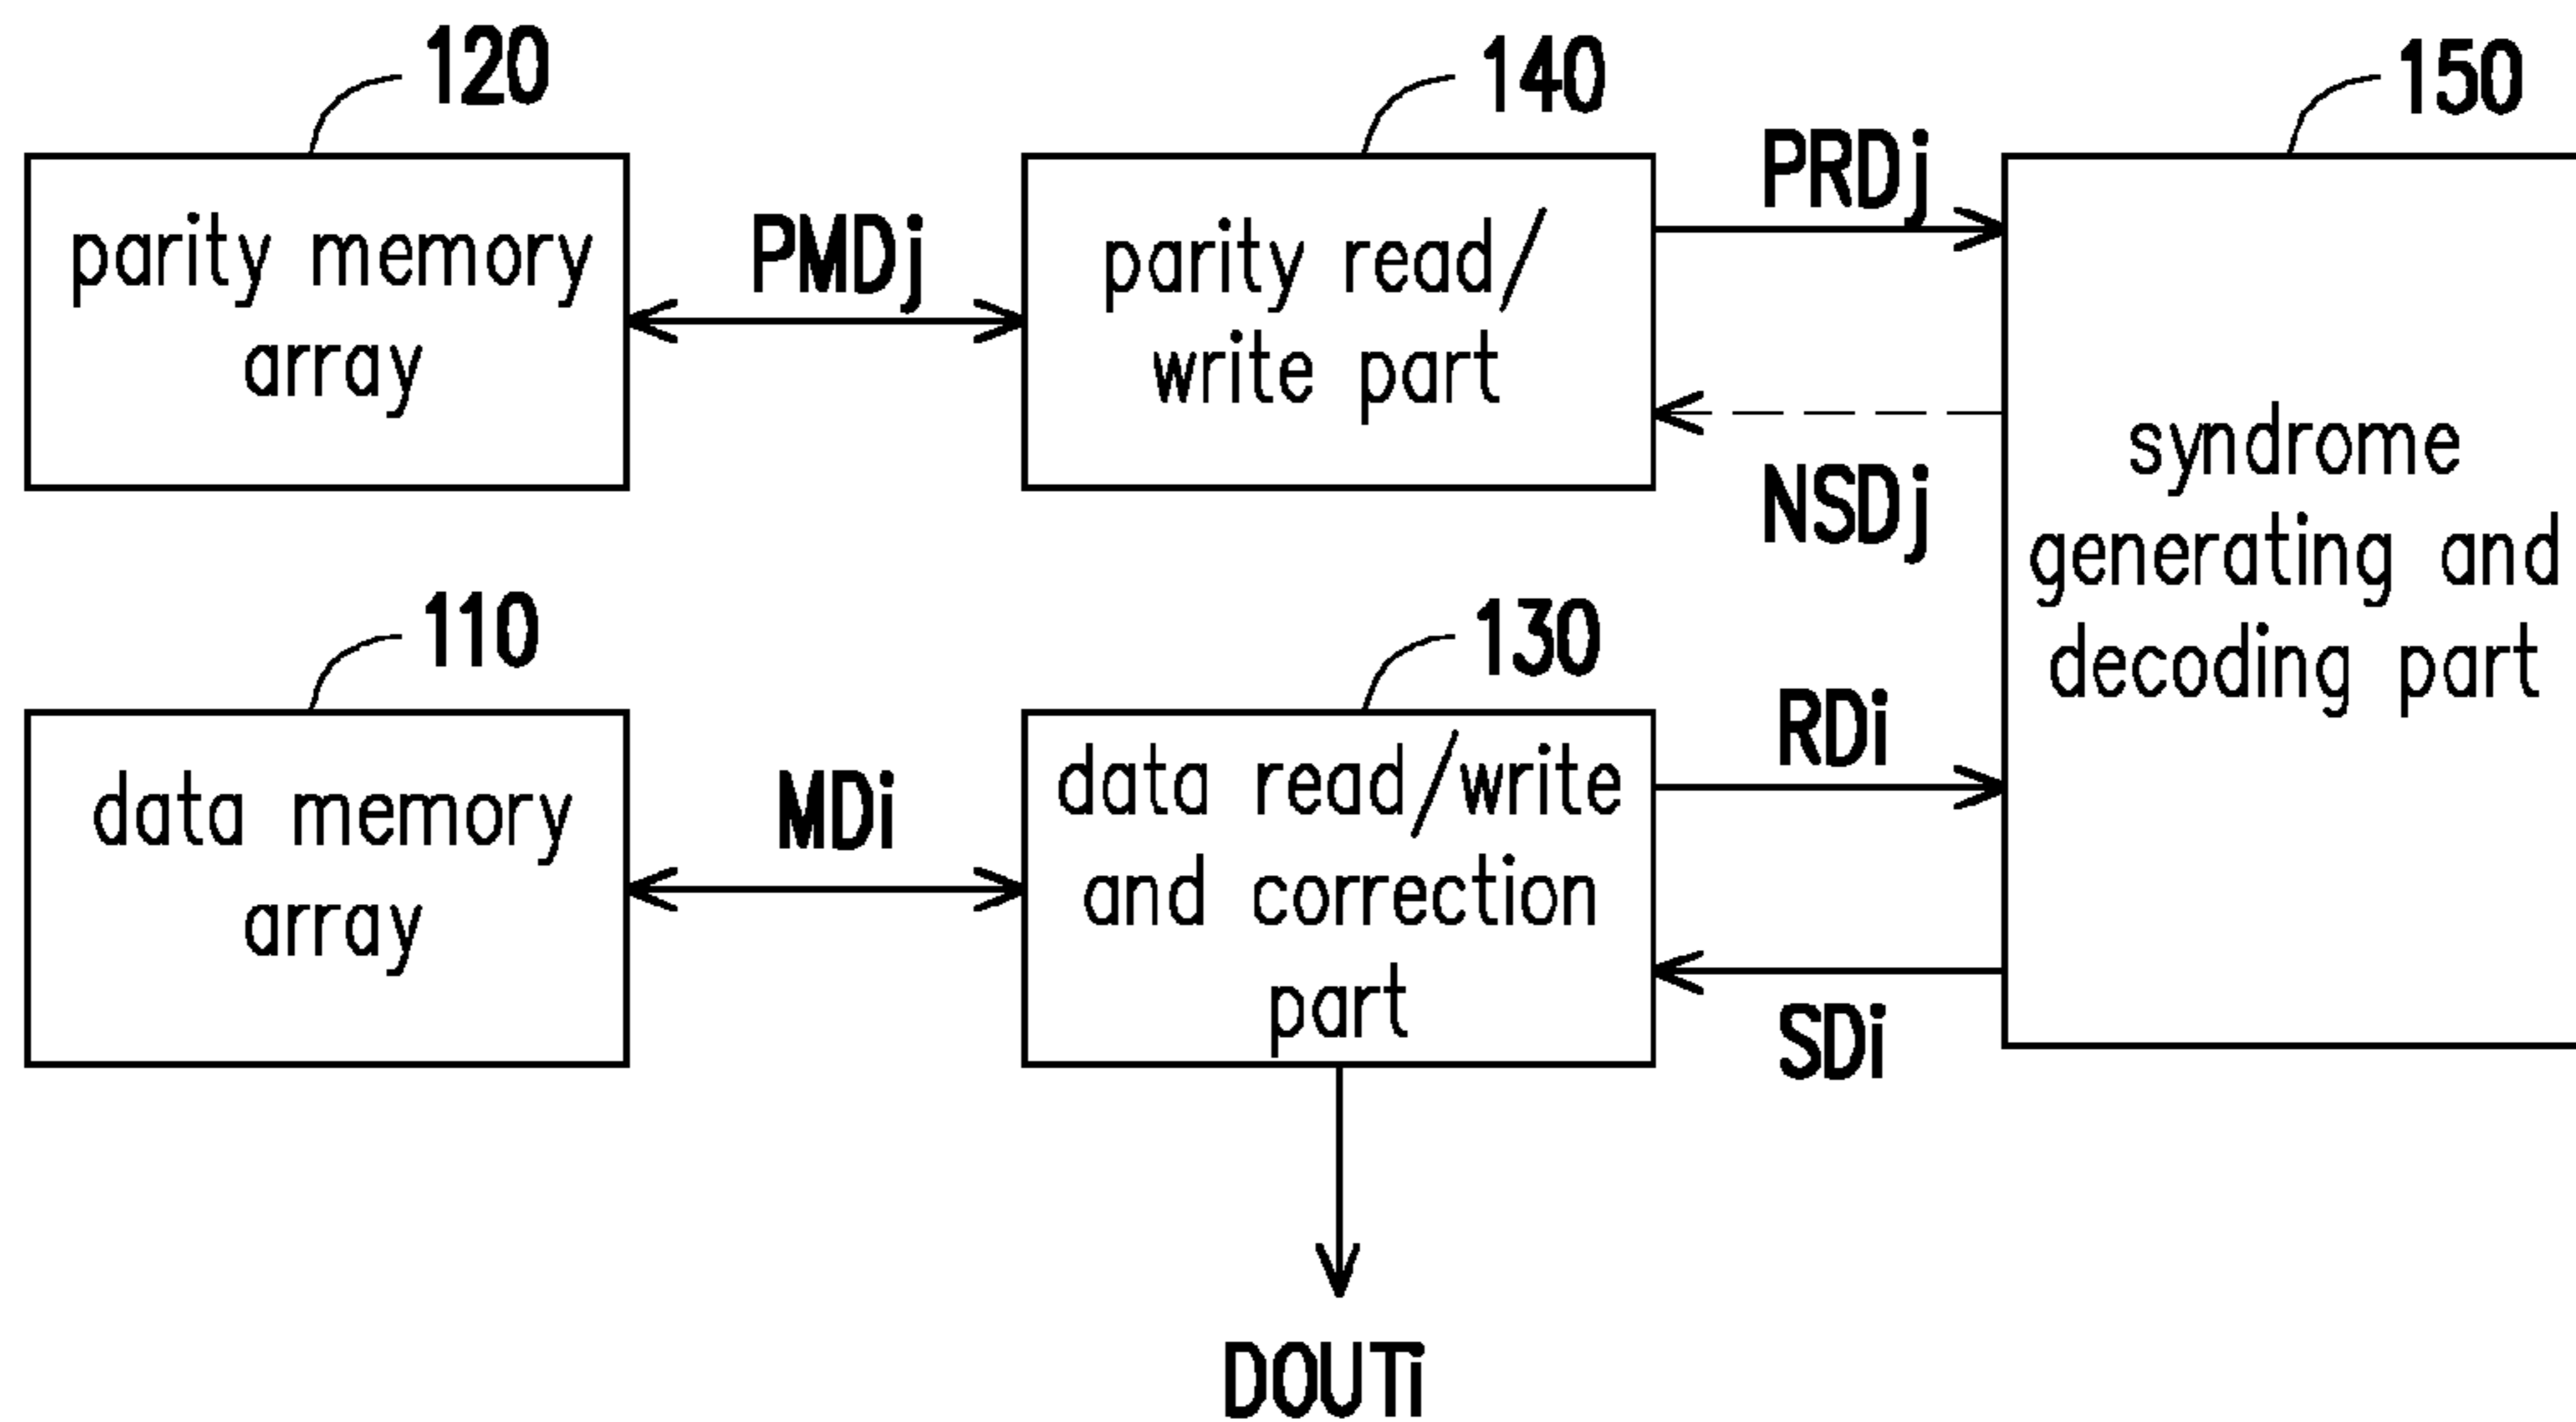 120
140
150
parity memory
array
PMDj
parity read/
write part
PRDj
NSDj
syndrome
generating and
decoding part
110
130
data memory
array
MDi
data read/write
and correction
part
RDi
SDi
DOUTi